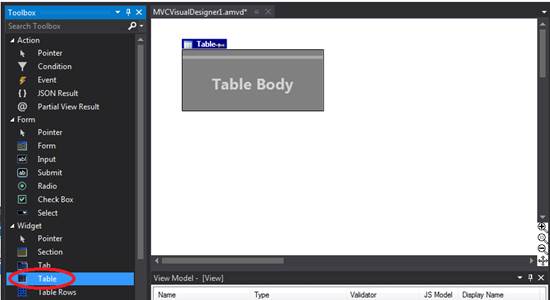 Toolbox
Search Toolbox
Action
Pointer
Condition
Event
JSON Result
Partial View Result
Form
Pointer
Form
Input
Submit
Radio
Check Box
Select
Widget
Pointer
Section
Tab
Table
Table Rows
MVCVisualDesigner1.amvd*
Table
Table Body
View Model - [View]
Name Type Validator JS Model Display Name